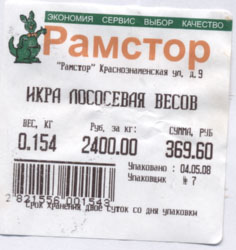 ЭКОНОМИЯ СЕРВИС ВЫБОР КАЧЕСТВО
Рамстор
"Рамстор" Краснознаменская ул, д.9
ИКРА ЛОСОСЕВАЯ ВЕСОВ
ВЕС, КГ Руб, за кг: СУММА, РУБ
0.154 2400.00 369.60
Упаковано : 04.05.08
Упаковщик # 7
2 821556 001543
Срок хранения двое суток со дня упаковки